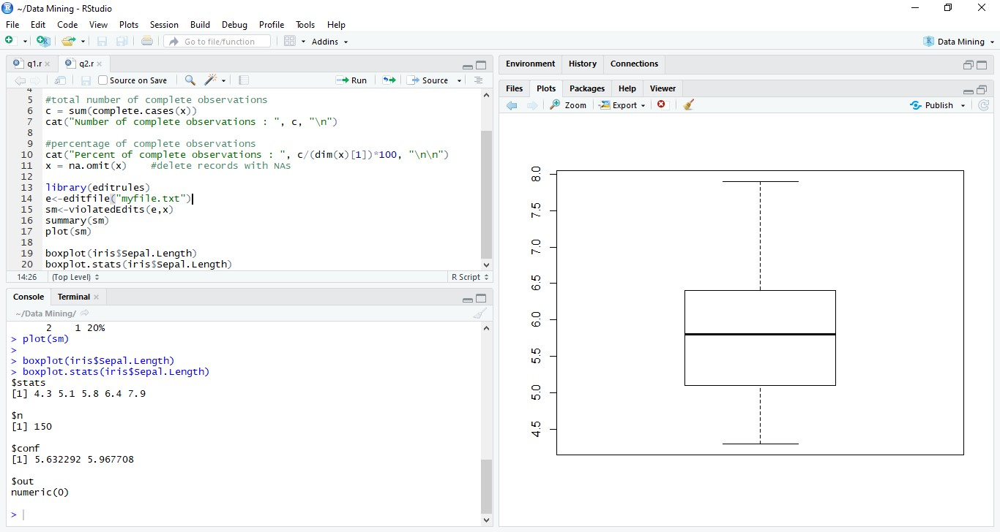 ~/Data Mining - RStudio
File Edit Code View Plots Session Build Debug Profile Tools Help
Go to file/function Addins Data Mining
q1.r q2.r
Source on Save Run Source
4
5 #total number of complete observations
6 c = sum(complete.cases(x))
7 cat("Number of complete observations : ", c, "\n")
8
9 #percentage of complete observations
10 cat("Percent of complete observations : ", c/(dim(x)[1])*100, "\n\n")
11 x = na.omit(x) #delete records with NAs
12
13 library(editrules)
14 e<-editfile("myfile.txt")
15 sm<-violatedEdits(e,x)
16 summary(sm)
17 plot(sm)
18
19 boxplot(iris$Sepal.Length)
20 boxplot.stats(iris$Sepal.Length)
14:26 (Top Level) R Script
Console Terminal
~/Data Mining/
2 1 20%
> plot(sm)
>
> boxplot(iris$Sepal.Length)
> boxplot.stats(iris$Sepal.Length)
$stats
[1] 4.3 5.1 5.8 6.4 7.9
$n
[1] 150
$conf
[1] 5.632292 5.967708
$out
numeric(0)
>
Environment History Connections
Files Plots Packages Help Viewer
Zoom Export Publish
8.0
7.5
7.0
6.5
6.0
5.5
5.0
4.5